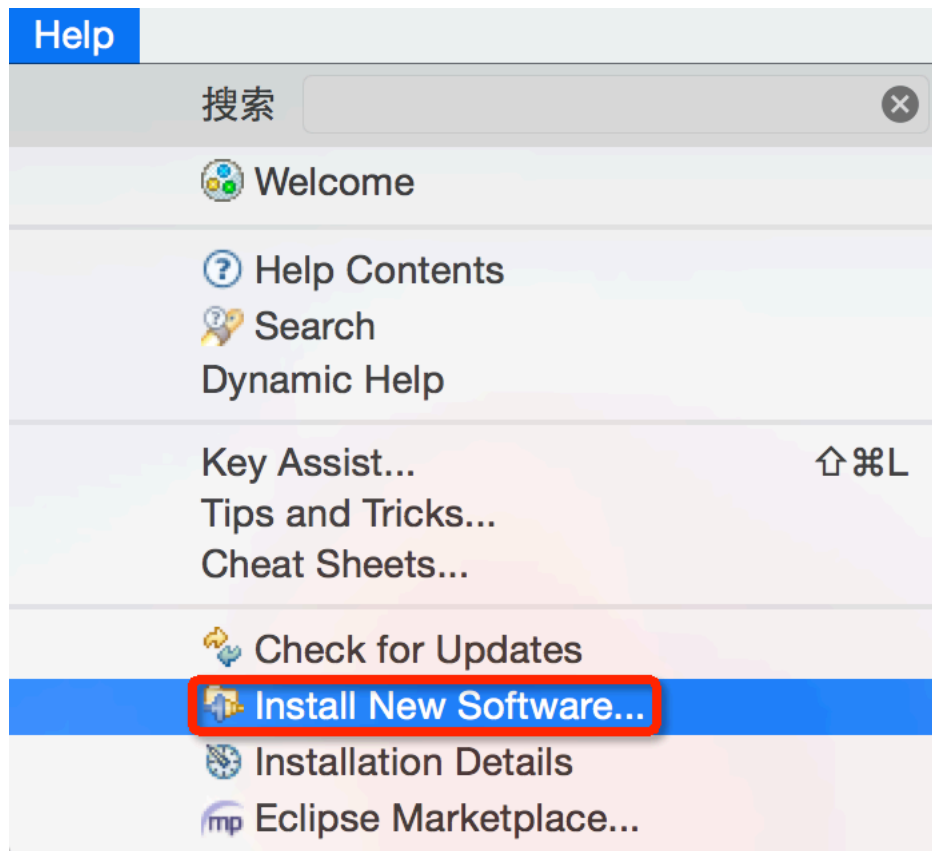 Help
搜索
Welcome
Help Contents
Search
Dynamic Help
Key Assist... ⇧⌘L
Tips and Tricks...
Cheat Sheets...
Check for Updates
Install New Software...
Installation Details
mp Eclipse Marketplace...